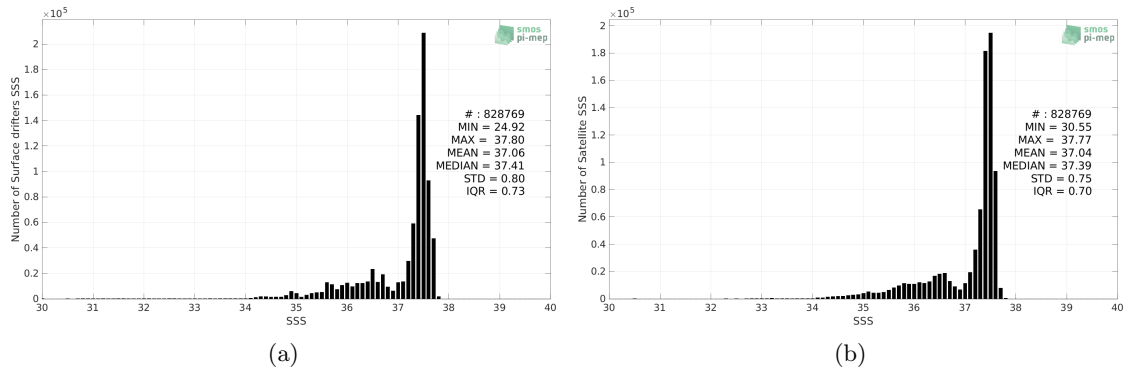 ×10⁵
2
1.8
1.6
1.4
1.2
1
0.8
0.6
0.4
0.2
0
Number of Surface drifters SSS
smos
pi-mep
# : 828769
MIN = 24.92
MAX = 37.80
MEAN = 37.06
MEDIAN = 37.41
STD = 0.80
IQR = 0.73
30 31 32 33 34 35 36 37 38 39 40
SSS
(a)
×10⁵
2
1.8
1.6
1.4
1.2
1
0.8
0.6
0.4
0.2
0
Number of Satellite SSS
smos
pi-mep
# : 828769
MIN = 30.55
MAX = 37.77
MEAN = 37.04
MEDIAN = 37.39
STD = 0.75
IQR = 0.70
30 31 32 33 34 35 36 37 38 39 40
SSS
(b)